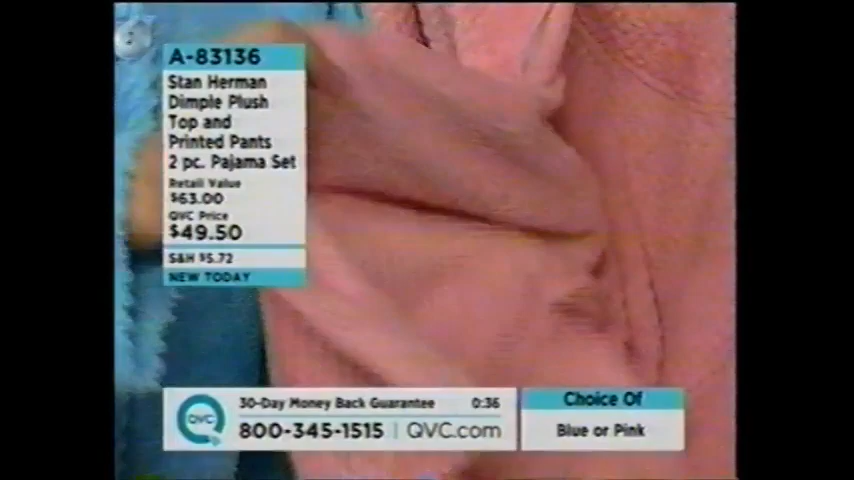 A-83136
Stan Herman
Dimple Plush
Top and
Printed Pants
2 pc. Pajama Set
Retail Value
$63.00
QVC Price
$49.50
S&H $5.72
NEW TODAY
QVC
30-Day Money Back Guarantee 0:36
800-345-1515 | QVC.com
Choice Of
Blue or Pink